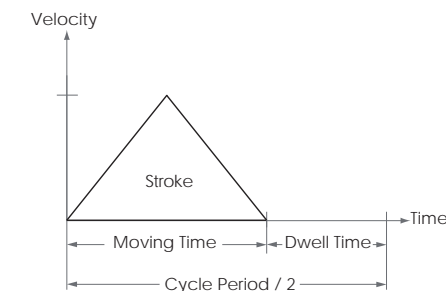 Velocity
Stroke
Time
Moving Time
Dwell Time
Cycle Period / 2